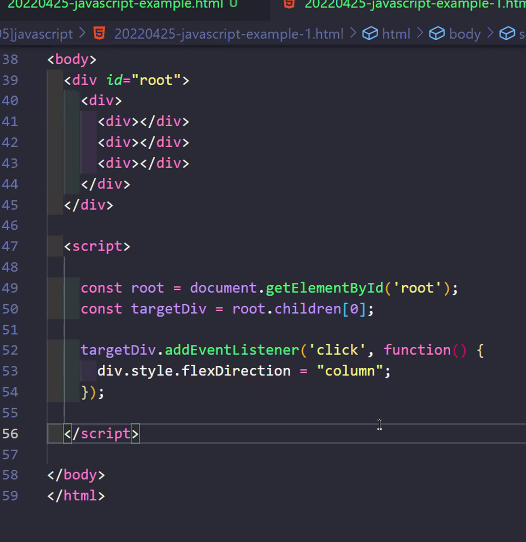 20220425-javascript-example.html U
20220425-javascript-example-1.htm
5]javascript > 20220425-javascript-example-1.html > html > body > s
38 <body>
39 <div id="root">
40 <div>
41 <div></div>
42 <div></div>
43 <div></div>
44 </div>
45 </div>
46
47 <script>
48
49 const root = document.getElementById('root');
50 const targetDiv = root.children[0];
51
52 targetDiv.addEventListener('click', function() {
53 div.style.flexDirection = "column";
54 });
55
56 </script>
57
58 </body>
59 </html>